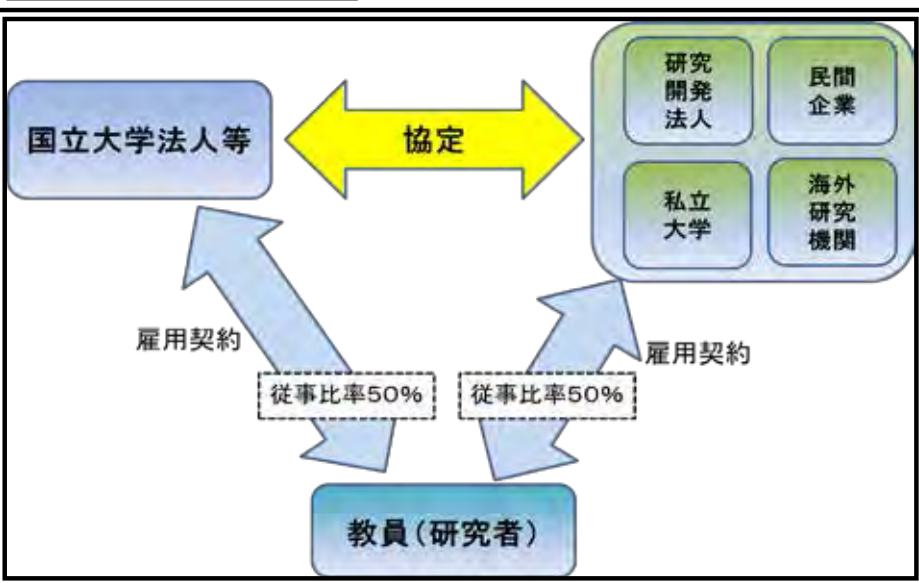 国立大学法人等
協定
研究
開発
法人
民間
企業
私立
大学
海外
研究
機関
雇用契約
雇用契約
従事比率50%
従事比率50%
教員(研究者)